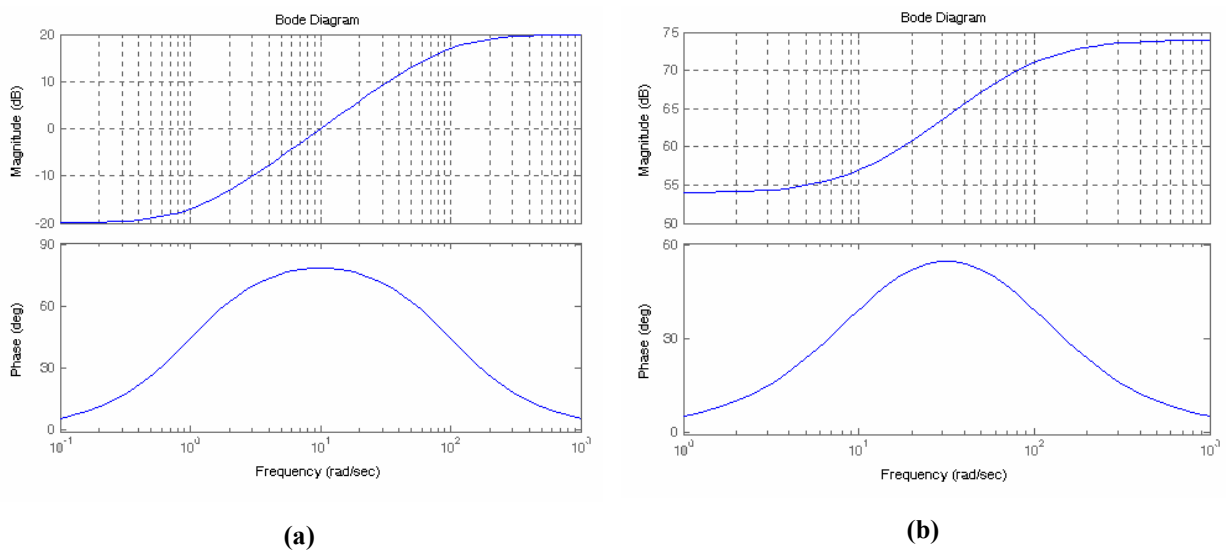 Bode Diagram
Magnitude (dB)
20
10
0
-10
-20
Phase (deg)
90
60
30
0
10^-1
10^0
10^1
10^2
10^3
Frequency (rad/sec)
(a)
Bode Diagram
Magnitude (dB)
75
70
65
60
55
50
Phase (deg)
60
30
0
10^0
10^1
10^2
10^3
Frequency (rad/sec)
(b)